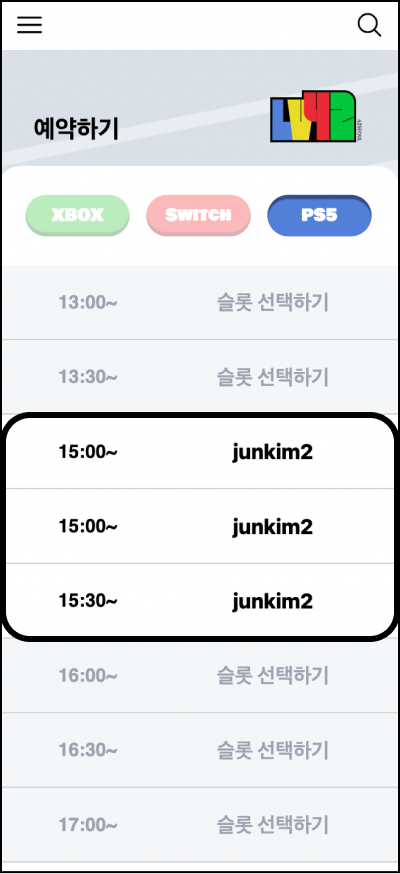 예약하기
42SEOUL
XBOX SWITCH PS5
13:00~ 슬롯 선택하기
13:30~ 슬롯 선택하기
15:00~ junkim2
15:00~ junkim2
15:30~ junkim2
16:00~ 슬롯 선택하기
16:30~ 슬롯 선택하기
17:00~ 슬롯 선택하기